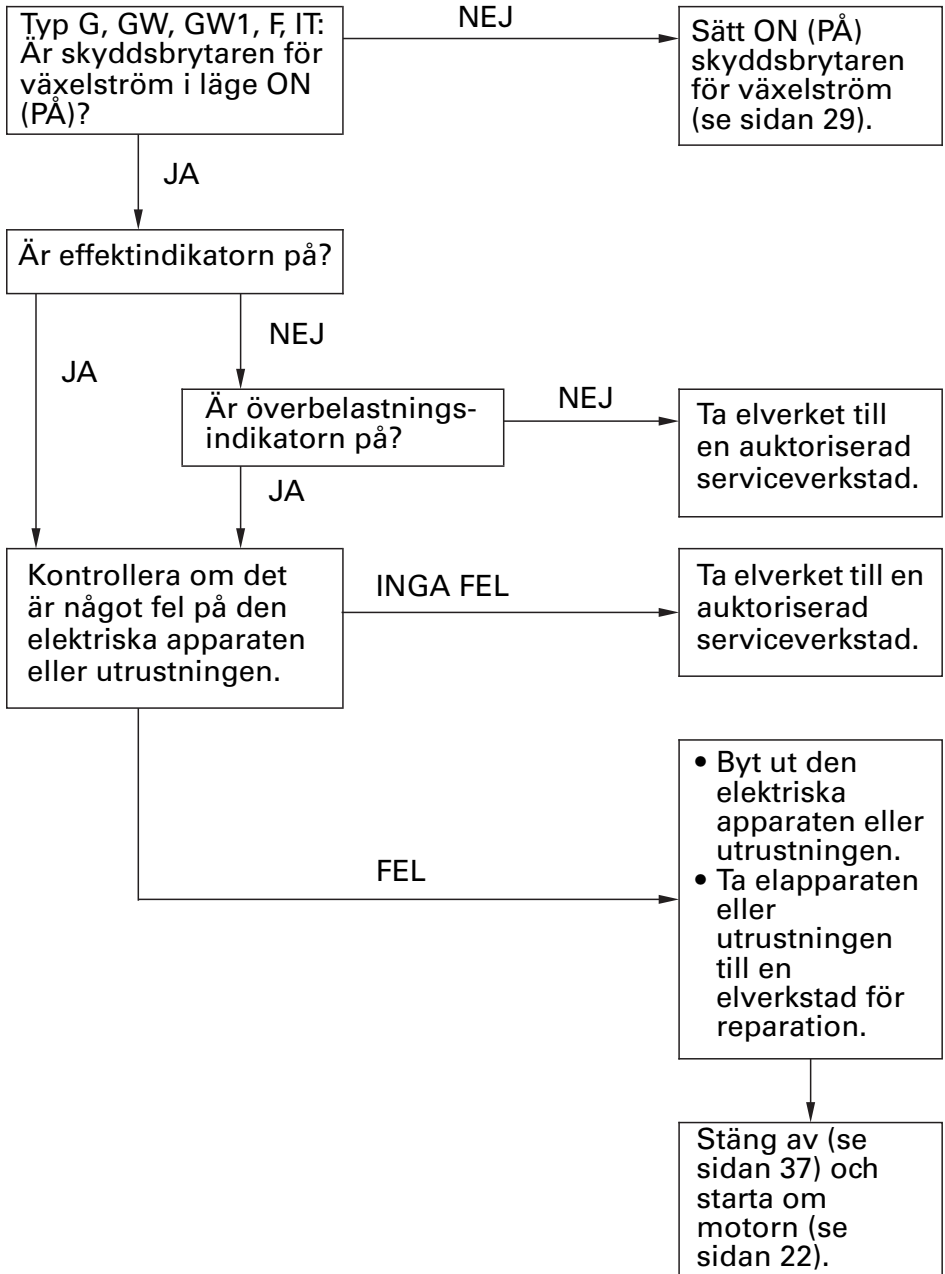 Typ G, GW, GW1, F, IT:
Är skyddsbrytaren för
växelström i läge ON
(PÅ)?
NEJ
Sätt ON (PÅ)
skyddsbrytaren
för växelström
(se sidan 29).
JA
Är effektindikatorn på?
JA
NEJ
Är överbelastnings-
indikatorn på?
NEJ
Ta elverket till
en auktoriserad
serviceverkstad.
JA
Kontrollera om det
är något fel på den
elektriska apparaten
eller utrustningen.
INGA FEL
Ta elverket till en
auktoriserad
serviceverkstad.
FEL
• Byt ut den
elektriska
apparaten eller
utrustningen.
• Ta elapparaten
eller
utrustningen
till en
elverkstad för
reparation.
Stäng av (se
sidan 37) och
starta om
motorn (se
sidan 22).